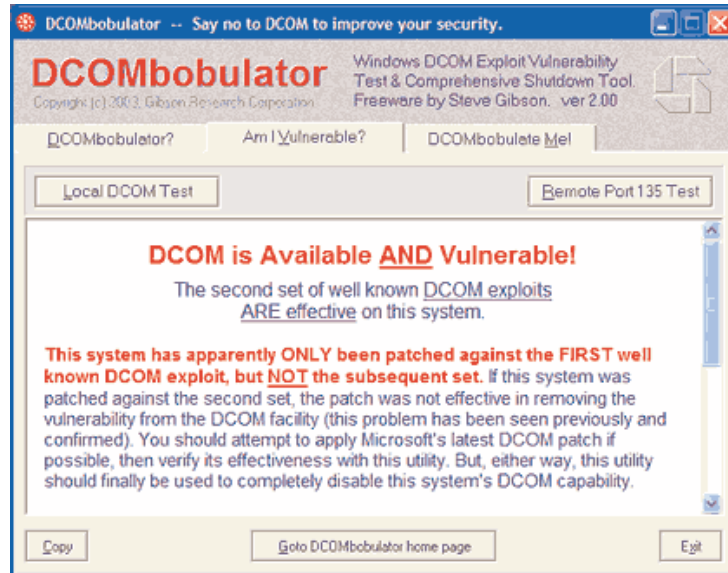 DCOMbobulator -- Say no to DCOM to improve your security.
DCOMbobulator
Copyright (c) 2003, Gibson Research Corporation
Windows DCOM Exploit Vulnerability
Test & Comprehensive Shutdown Tool.
Freeware by Steve Gibson. ver 2.00
DCOMbobulator?
Am I Vulnerable?
DCOMbobulate Me!
Local DCOM Test
Remote Port 135 Test
DCOM is Available AND Vulnerable!
The second set of well known DCOM exploits
ARE effective on this system.
This system has apparently ONLY been patched against the FIRST well
known DCOM exploit, but NOT the subsequent set. If this system was
patched against the second set, the patch was not effective in removing the
vulnerability from the DCOM facility (this problem has been seen previously and
confirmed). You should attempt to apply Microsoft's latest DCOM patch if
possible, then verify its effectiveness with this utility. But, either way, this utility
should finally be used to completely disable this system's DCOM capability.
Copy
Goto DCOMbobulator home page
Exit